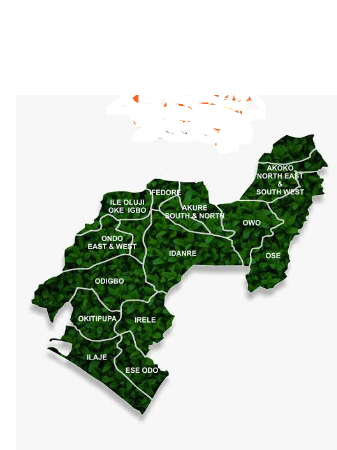 AKOKO
NORTH EAST
&
SOUTH WEST
IFEDORE
ILE OLUJI
OKE IGBO
AKURE
SOUTH & NORTH
OWO
ONDO
EAST & WEST
IDANRE
OSE
ODIGBO
OKITIPUPA
IRELE
ILAJE
ESE ODO